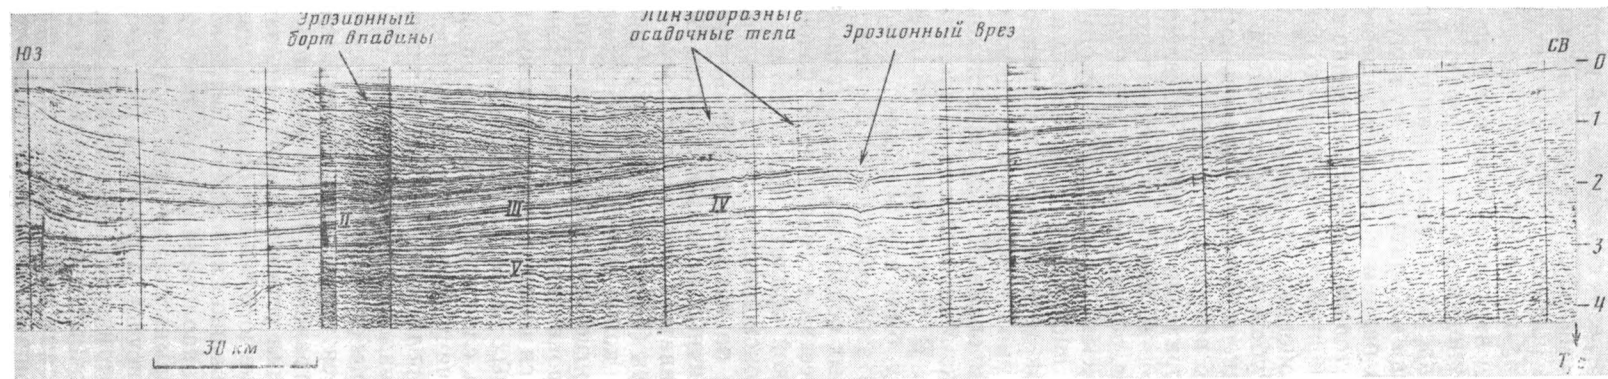 Эрозионный
борт впадины
Линзообразные
осадочные тела
Эрозионный врез
ЮЗ
СВ
0
1
2
3
4
II
III
IV
V
30 км
T, с